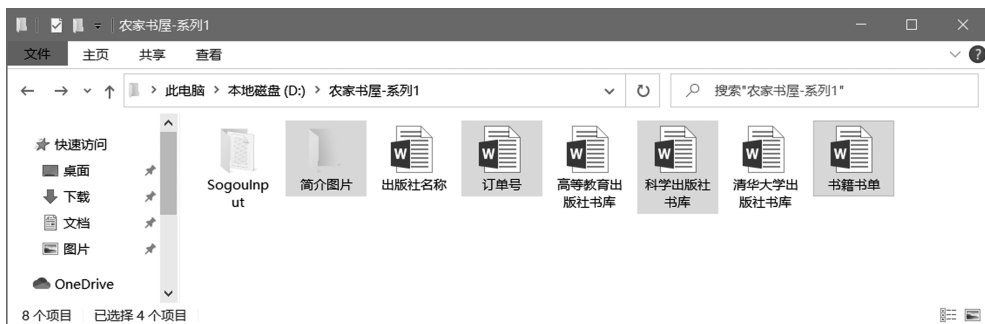 农家书屋-系列1
文件 主页 共享 查看
此电脑 > 本地磁盘 (D:) > 农家书屋-系列1
搜索"农家书屋-系列1"
快速访问
桌面
下载
文档
图片
OneDrive
SogouInp
ut
简介图片
出版社名称
订单号
高等教育出
版社书库
科学出版社
书库
清华大学出
版社书库
书籍书单
8 个项目 已选择 4 个项目